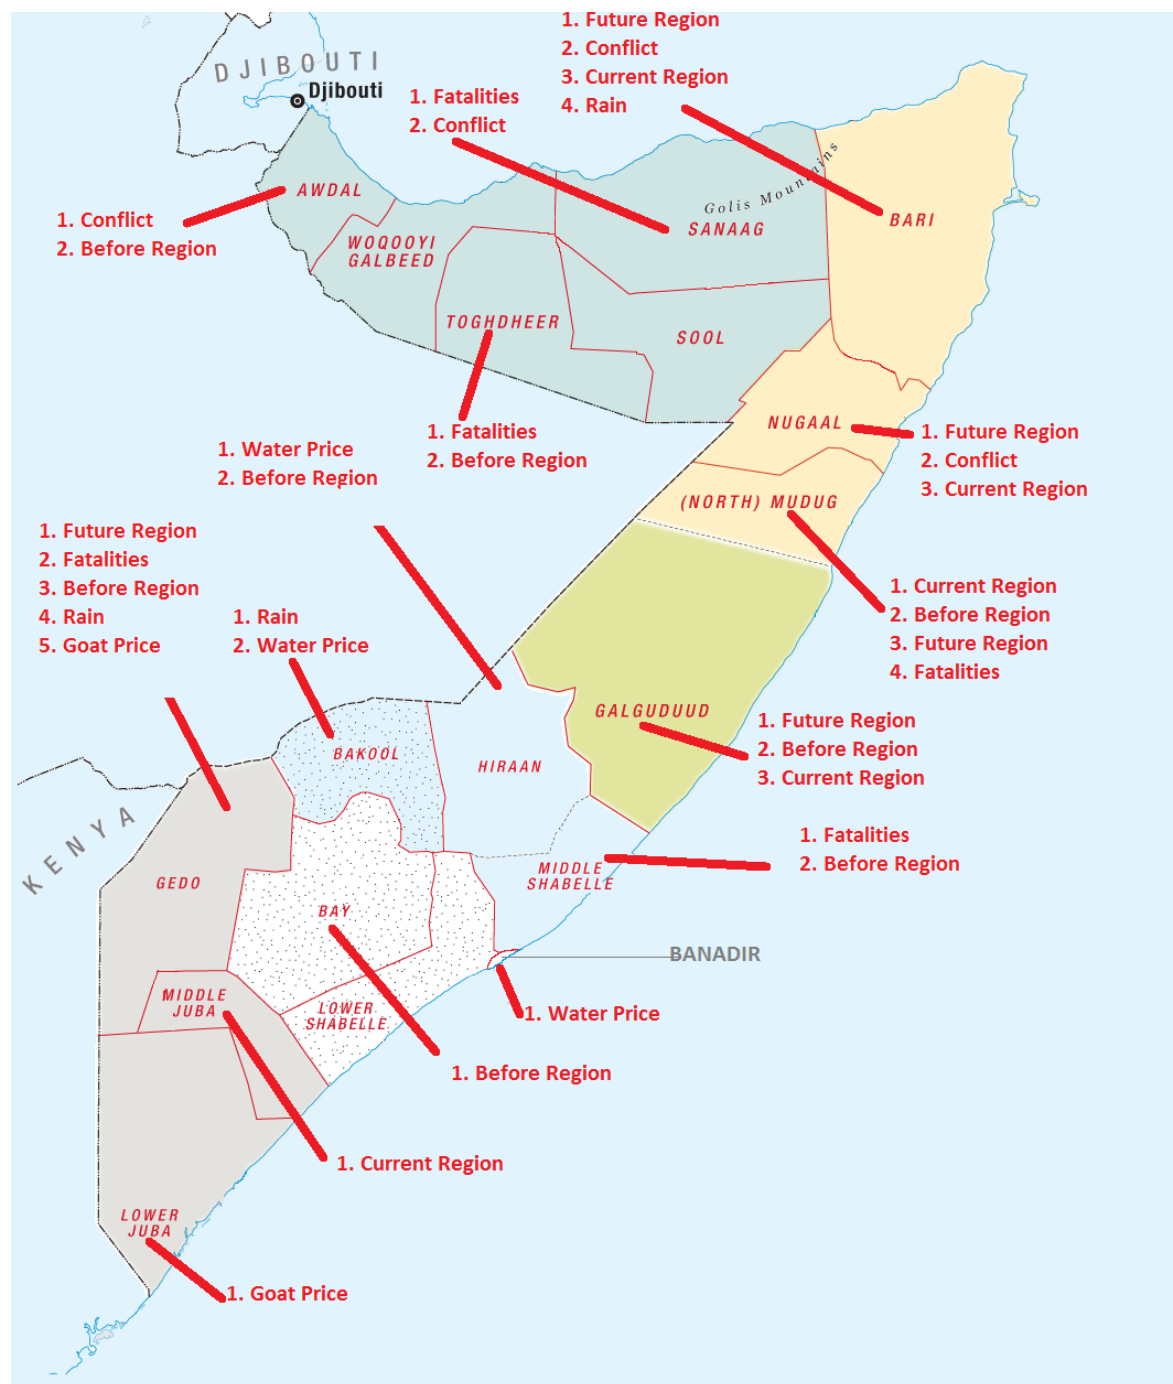 1. Future Region
2. Conflict
3. Current Region
4. Rain
DJIBOUTI
Djibouti
1. Fatalities
2. Conflict
AWDAL
1. Conflict
2. Before Region
WOQOOYI
GALBEED
Golis Mountains
SANAAG
BARI
TOGHDHEER
SOOL
1. Fatalities
2. Before Region
NUGAAL
1. Future Region
2. Conflict
3. Current Region
1. Water Price
2. Before Region
(NORTH) MUDUG
1. Current Region
2. Before Region
3. Future Region
4. Fatalities
1. Future Region
2. Fatalities
3. Before Region
4. Rain
5. Goat Price
1. Rain
2. Water Price
GALGUDUUD
1. Future Region
2. Before Region
3. Current Region
BAKOOL
HIRAAN
KENYA
GEDO
MIDDLE
SHABELLE
1. Fatalities
2. Before Region
BAY
BANADIR
MIDDLE
JUBA
LOWER
SHABELLE
1. Water Price
1. Before Region
1. Current Region
LOWER
JUBA
1. Goat Price